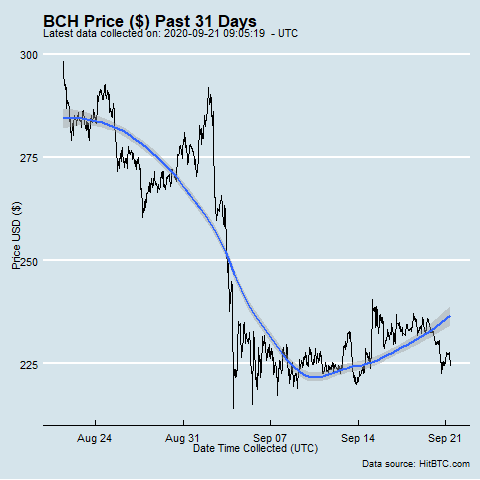 BCH Price ($) Past 31 Days
Latest data collected on: 2020-09-21 09:05:19 - UTC
300
275
250
225
Price USD ($)
Aug 24 Aug 31 Sep 07 Sep 14 Sep 21
Date Time Collected (UTC)
Data source: HitBTC.com